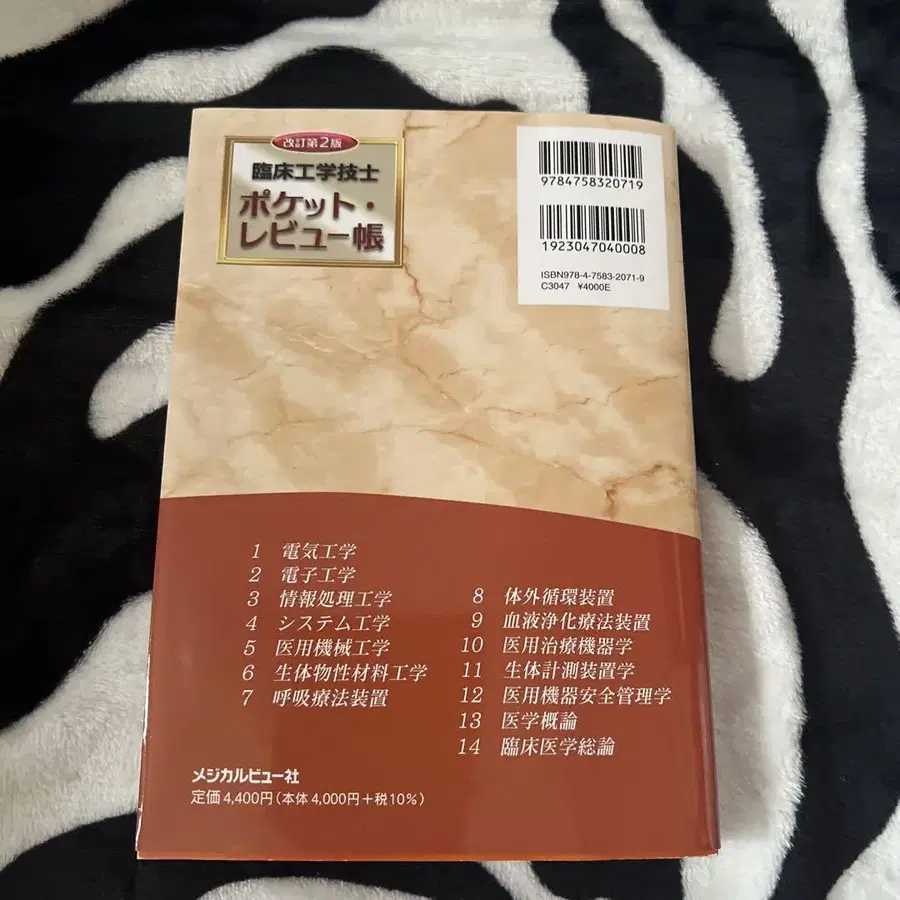 改訂第2版
臨床工学技士
ポケット・
レビュー帳
9784758320719
1923047040008
ISBN978-4-7583-2071-9
C3047 ¥4000E
1 電気工学
2 電子工学
3 情報処理工学
4 システム工学
5 医用機械工学
6 生体物性材料工学
7 呼吸療法装置
8 体外循環装置
9 血液浄化療法装置
10 医用治療機器学
11 生体計測装置学
12 医用機器安全管理学
13 医学概論
14 臨床医学総論
メジカルビュー社
定価 4,400円(本体 4,000円+税10%)